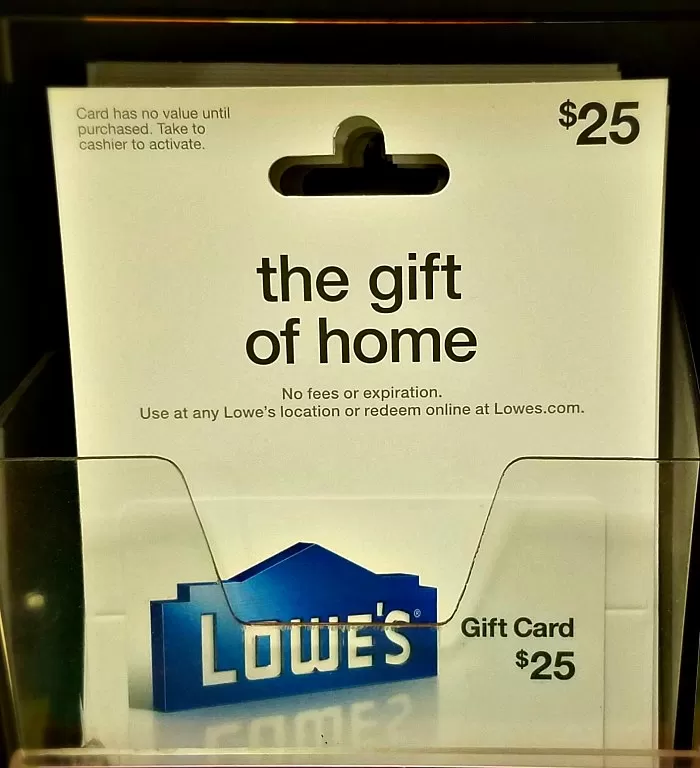 Card has no value until
purchased. Take to
cashier to activate.
$25
the gift
of home
No fees or expiration.
Use at any Lowe's location or redeem online at Lowes.com.
LOWE'S®
Gift Card
$25